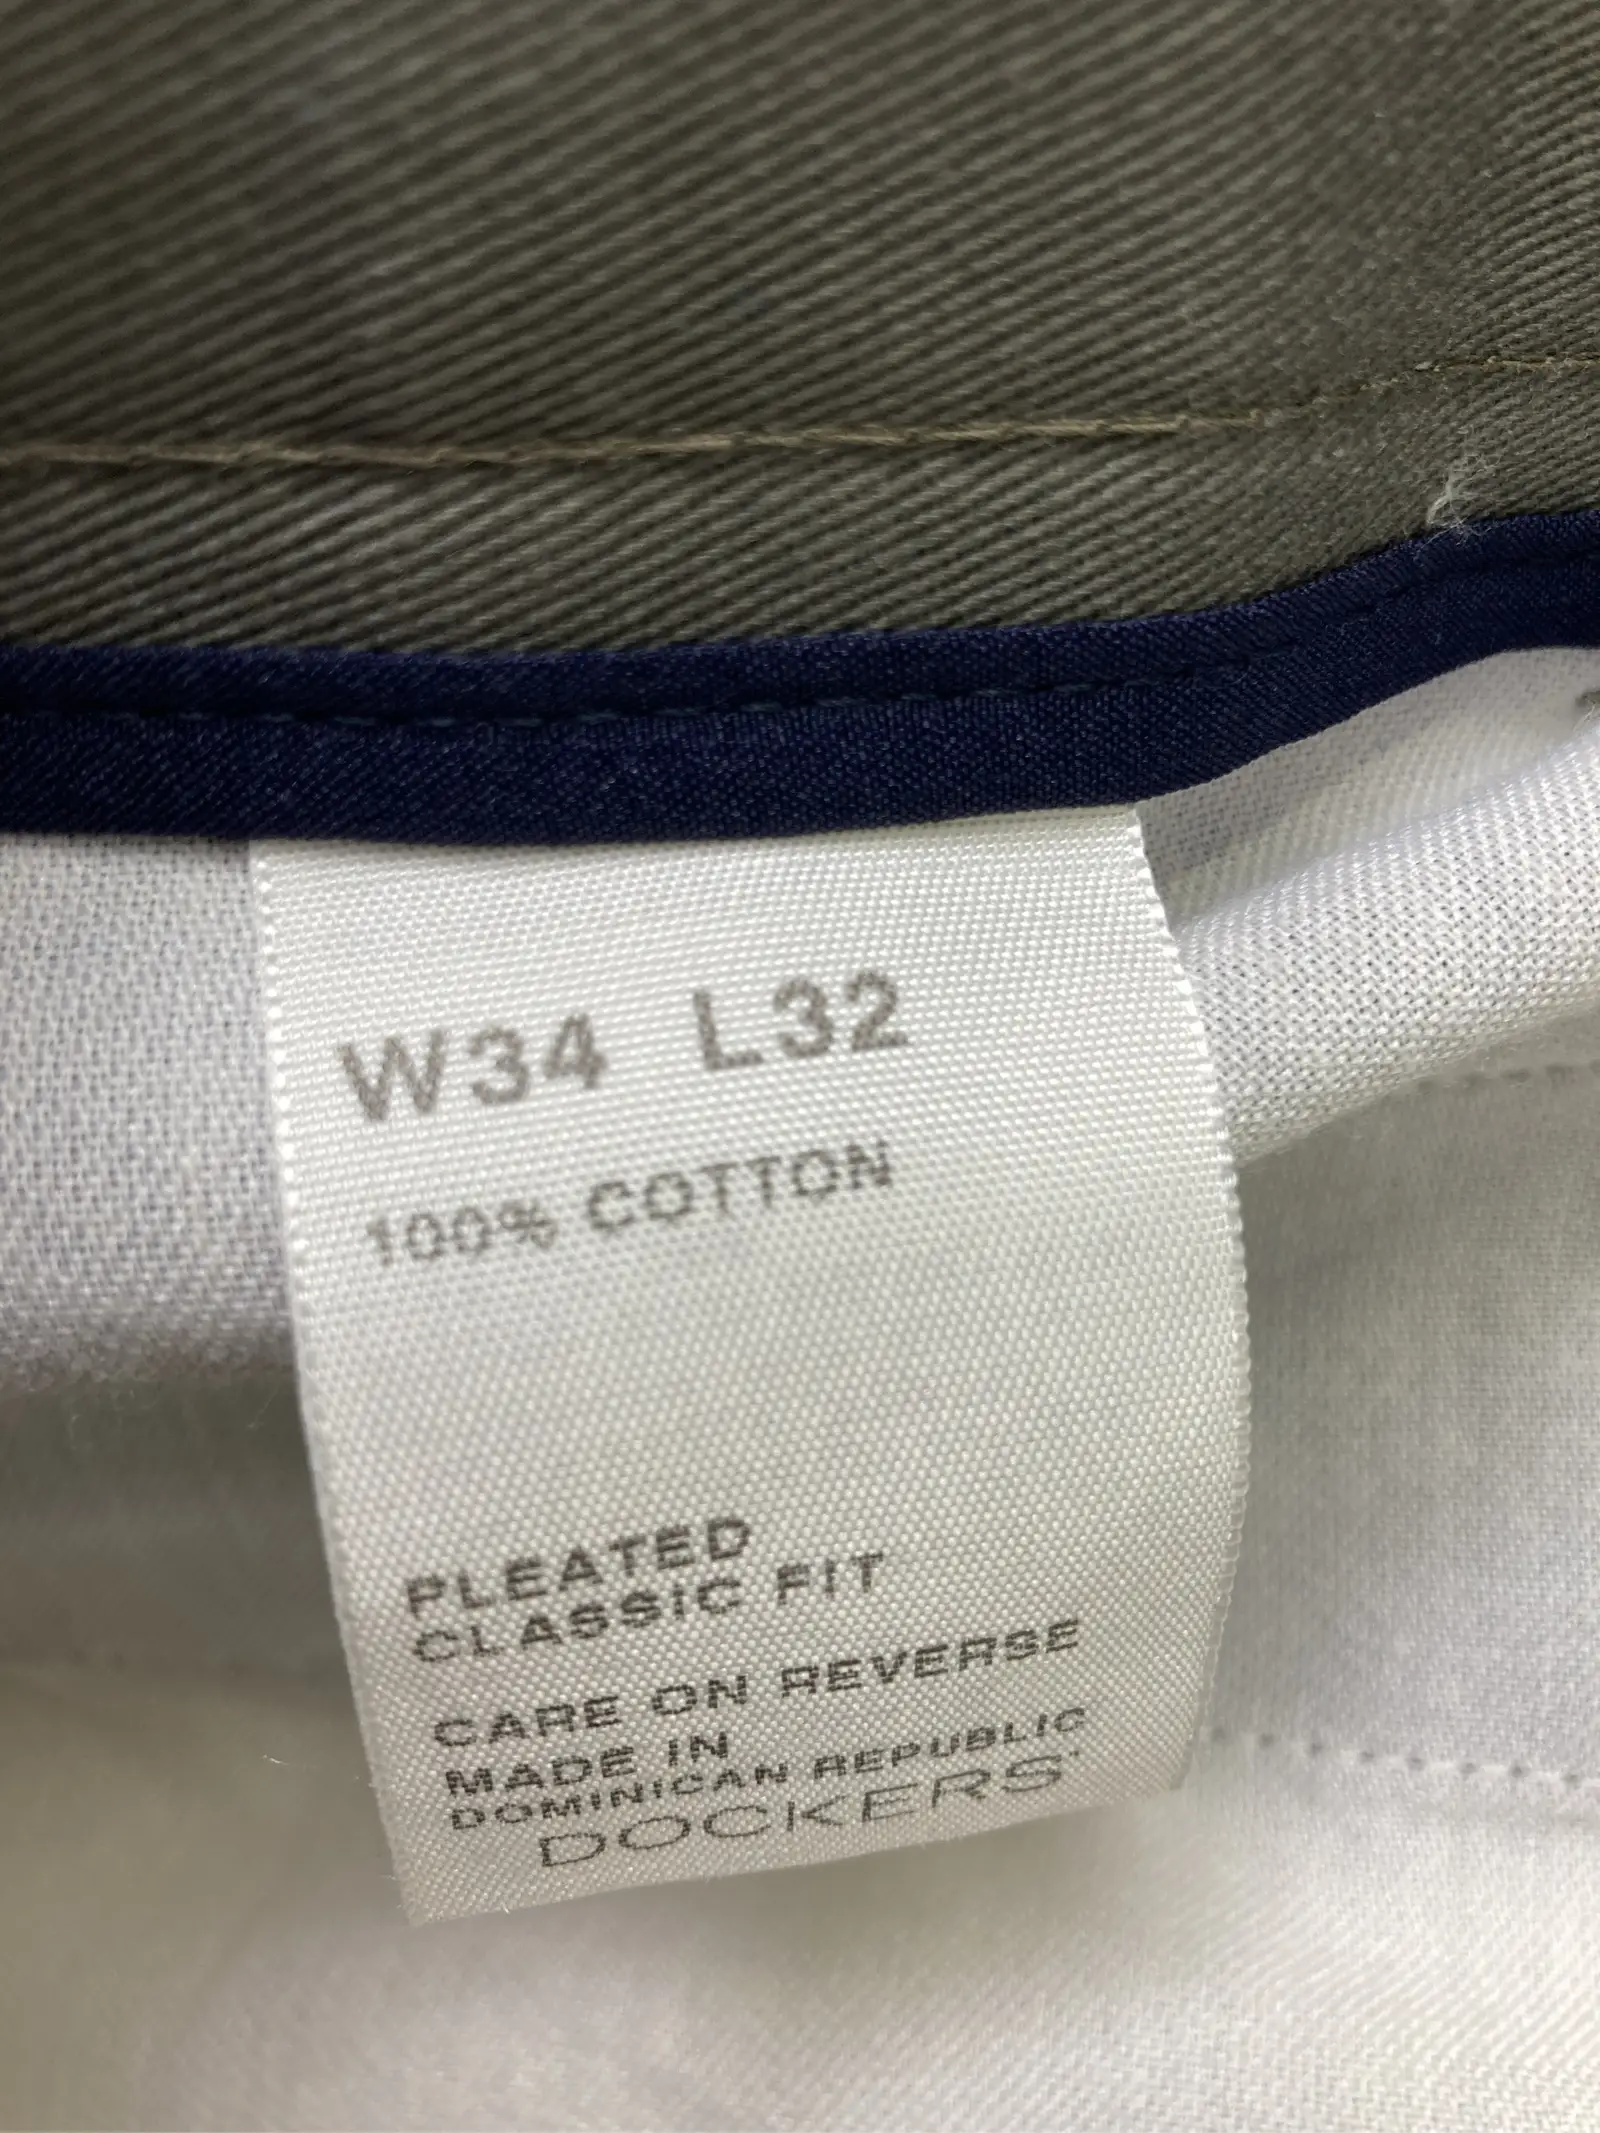 W34 L32
100% COTTON
PLEATED
CLASSIC FIT
CARE ON REVERSE
MADE IN
DOMINICAN REPUBLIC
DOCKERS